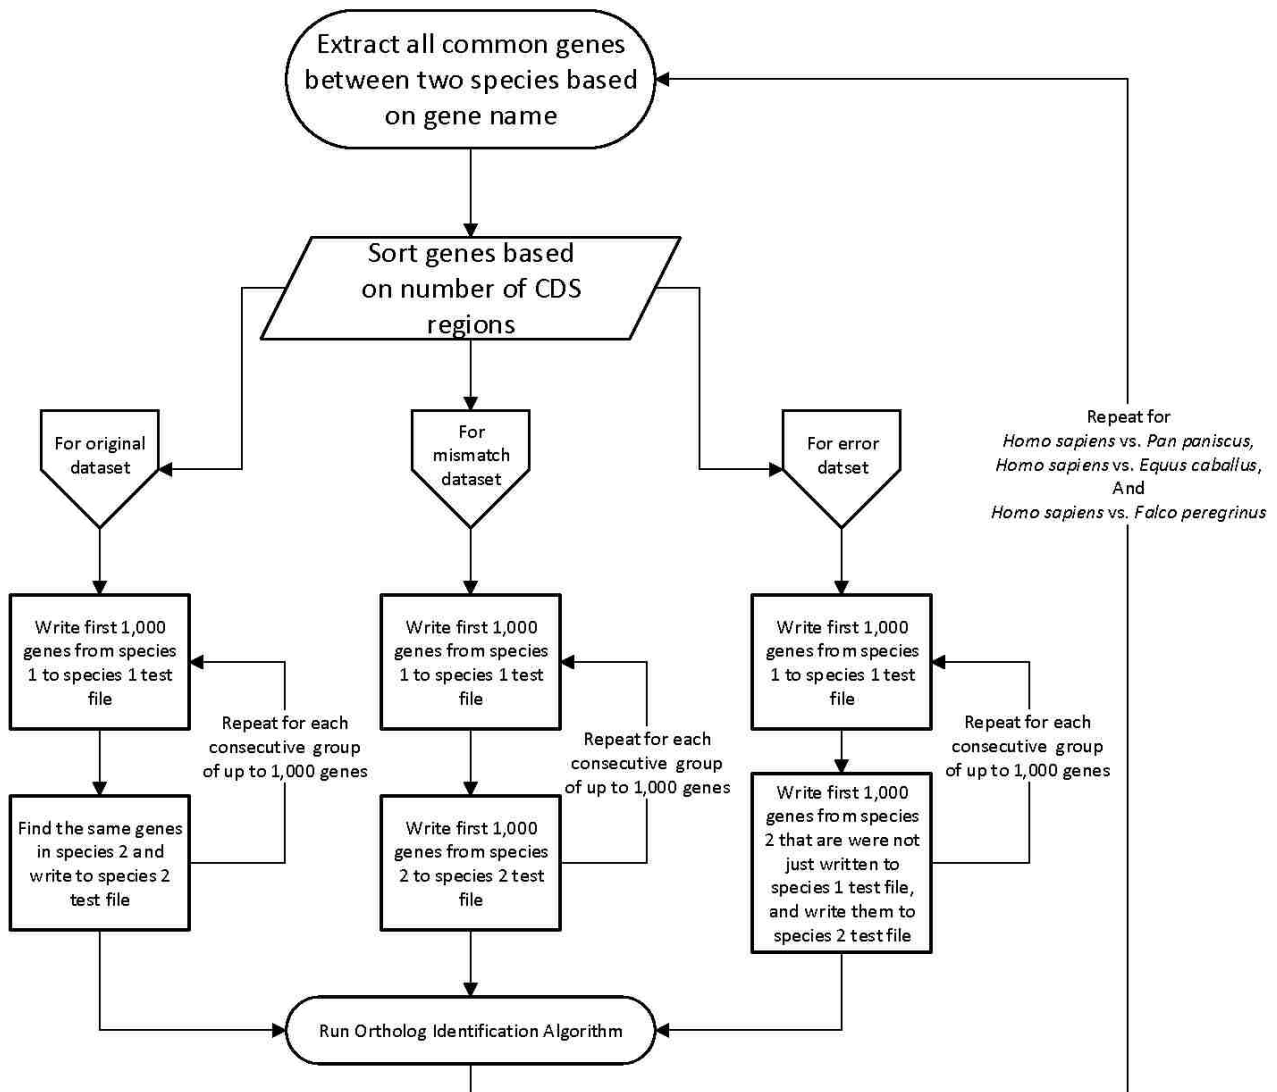 Extract all common genes
between two species based
on gene name
Sort genes based
on number of CDS
regions
For original
dataset
For
mismatch
dataset
For error
datset
Repeat for
Homo sapiens vs. Pan paniscus,
Homo sapiens vs. Equus caballus,
And
Homo sapiens vs. Falco peregrinus
Write first 1,000
genes from species
1 to species 1 test
file
Repeat for each
consecutive group
of up to 1,000 genes
Find the same genes
in species 2 and
write to species 2
test file
Write first 1,000
genes from species
1 to species 1 test
file
Repeat for each
consecutive group
of up to 1,000 genes
Write first 1,000
genes from species
2 to species 2 test
file
Write first 1,000
genes from species
1 to species 1 test
file
Repeat for each
consecutive group
of up to 1,000 genes
Write first 1,000
genes from species
2 that are were not
just written to
species 1 test file,
and write them to
species 2 test file
Run Ortholog Identification Algorithm